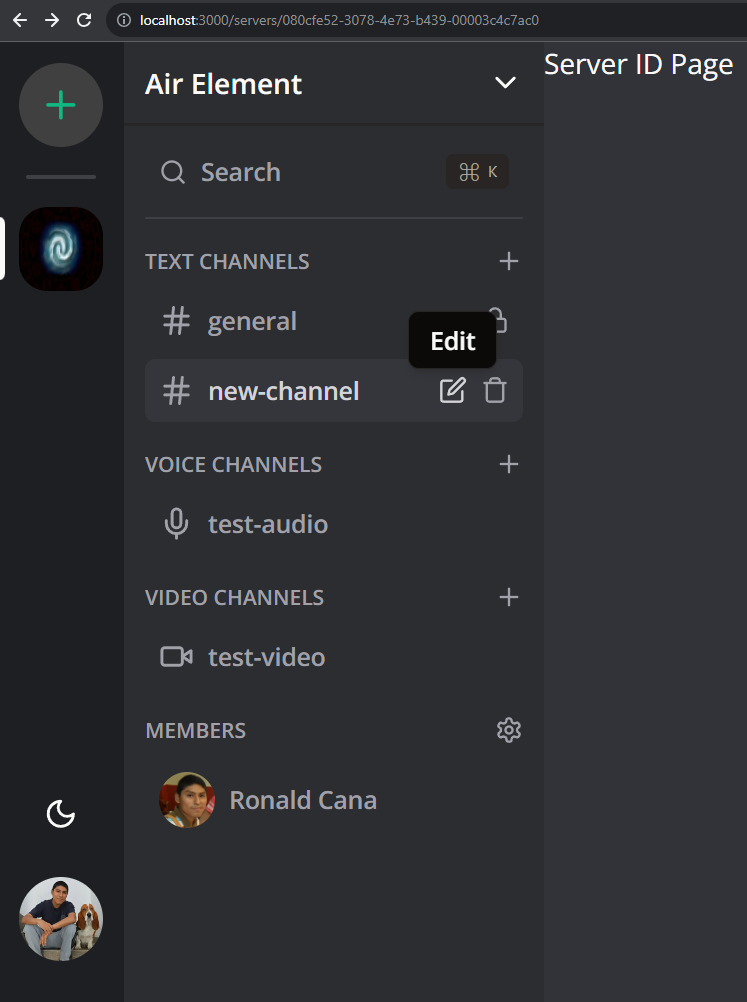 localhost:3000/servers/080cfe52-3078-4e73-b439-00003c4c7ac0
Air Element
Server ID Page
Search
⌘ K
TEXT CHANNELS
general
Edit
new-channel
VOICE CHANNELS
test-audio
VIDEO CHANNELS
test-video
MEMBERS
Ronald Cana